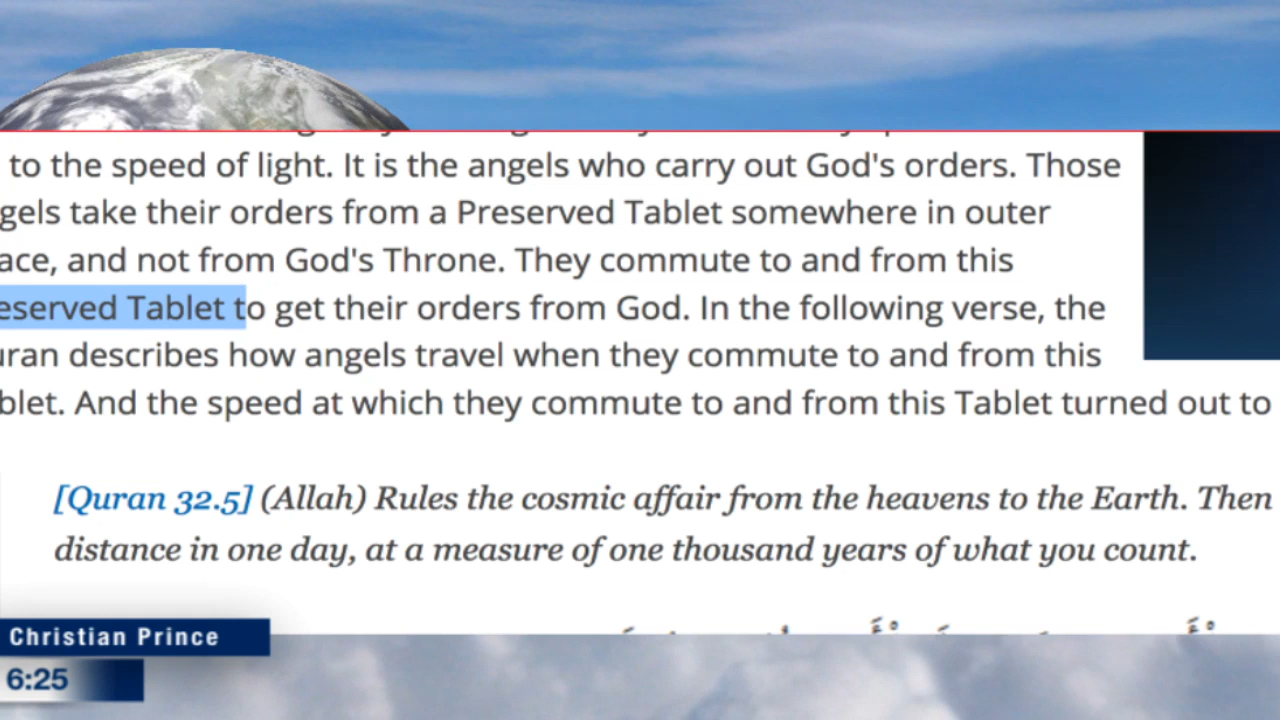 to the speed of light. It is the angels who carry out God's orders. Those
gels take their orders from a Preserved Tablet somewhere in outer
ace, and not from God's Throne. They commute to and from this
eserved Tablet to get their orders from God. In the following verse, the
uran describes how angels travel when they commute to and from this
blet. And the speed at which they commute to and from this Tablet turned out to
[Quran 32.5] (Allah) Rules the cosmic affair from the heavens to the Earth. Then
distance in one day, at a measure of one thousand years of what you count.
Christian Prince
6:25